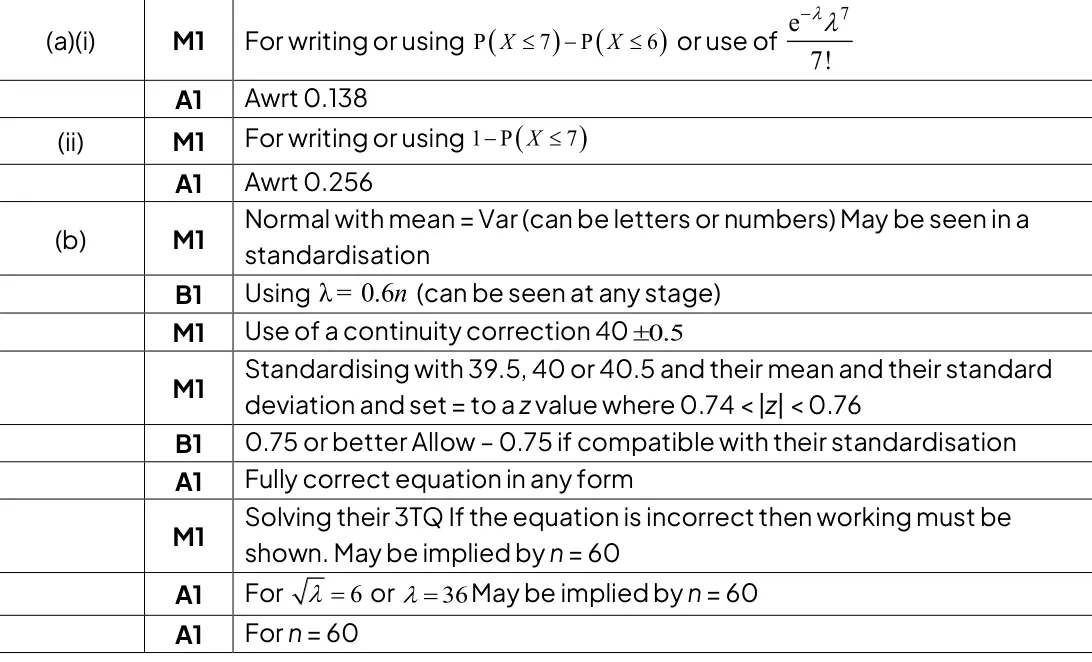 (a)(i) M1 For writing or using P(X ≤ 7) – P(X ≤ 6) or use of e^{−λ}λ^7 / 7!
A1 Awrt 0.138
(ii) M1 For writing or using 1 – P(X ≤ 7)
A1 Awrt 0.256
(b) M1 Normal with mean = Var (can be letters or numbers) May be seen in a
standardisation
B1 Using λ = 0.6n (can be seen at any stage)
M1 Use of a continuity correction 40 ±0.5
M1 Standardising with 39.5, 40 or 40.5 and their mean and their standard
deviation and set = to a z value where 0.74 < |z| < 0.76
B1 0.75 or better Allow – 0.75 if compatible with their standardisation
A1 Fully correct equation in any form
M1 Solving their 3TQ If the equation is incorrect then working must be
shown. May be implied by n = 60
A1 For √λ = 6 or λ = 36 May be implied by n = 60
A1 For n = 60